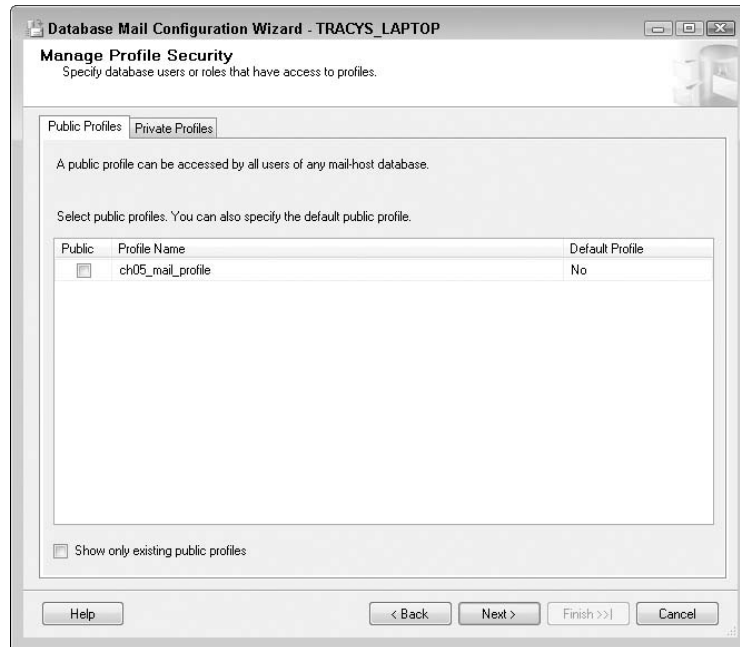 Database Mail Configuration Wizard - TRACYS_LAPTOP
Manage Profile Security
Specify database users or roles that have access to profiles.
Public Profiles Private Profiles
A public profile can be accessed by all users of any mail-host database.
Select public profiles. You can also specify the default public profile.
Public Profile Name Default Profile
ch05_mail_profile No
Show only existing public profiles
Help < Back Next > Finish >>| Cancel